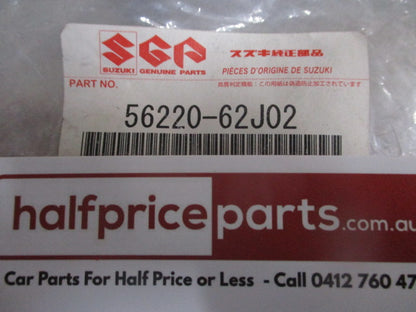 SGP
スズキ純正部品
SUZUKI GENUINE PARTS
PIÈCES D'ORIGINE DE SUZUKI
PART NO.
56220-62J02
halfpriceparts.com.au
Car Parts For Half Price or Less - Call 0412 760 47